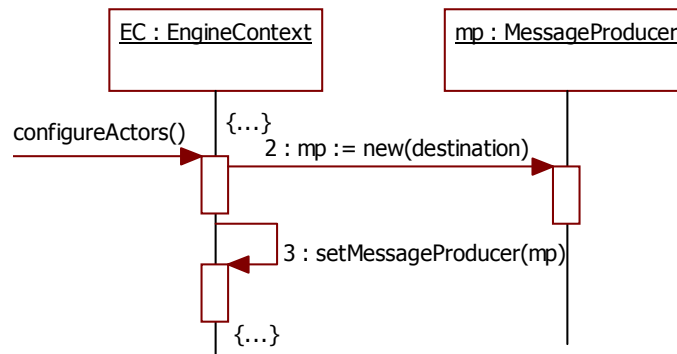 EC : EngineContext
mp : MessageProducer
{...}
configureActors()
2 : mp := new(destination)
3 : setMessageProducer(mp)
{...}